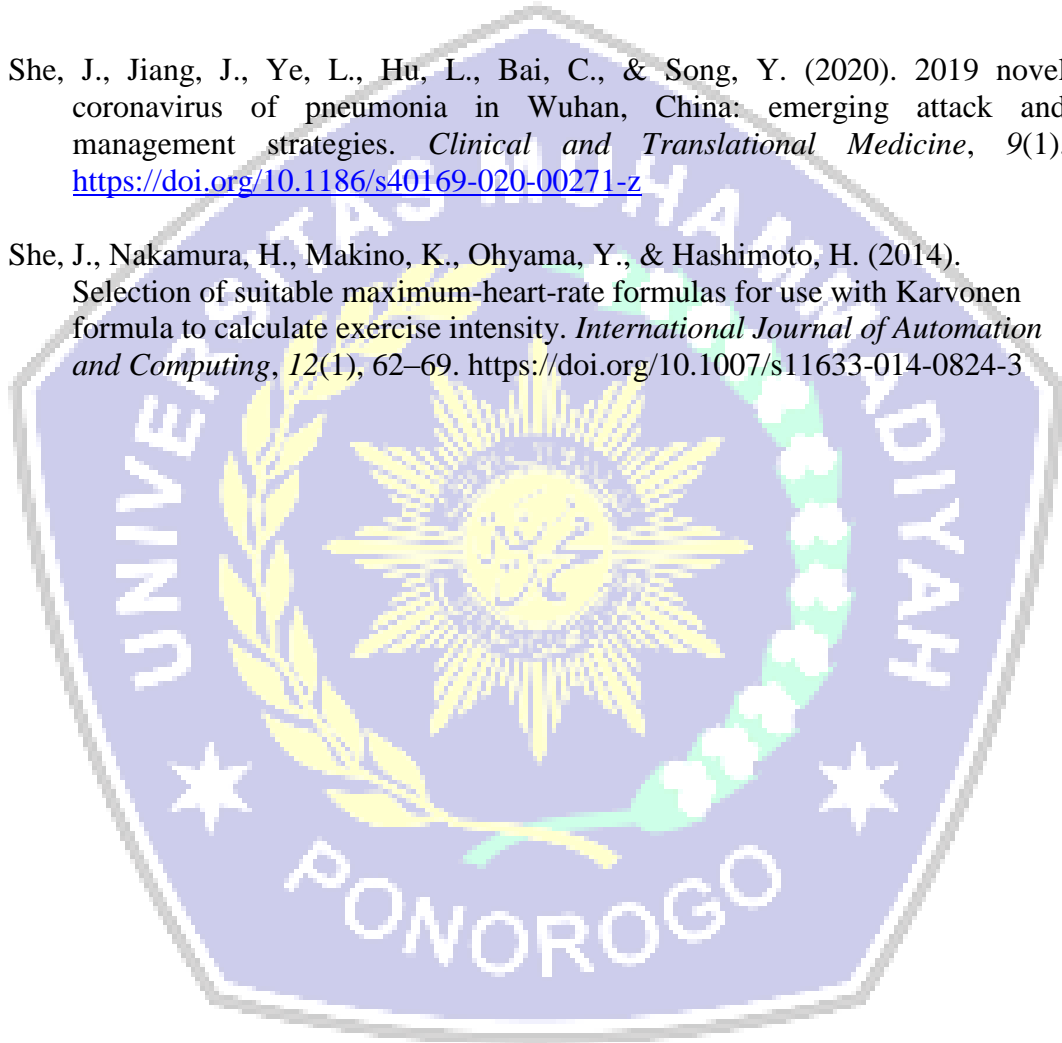 She, J., Jiang, J., Ye, L., Hu, L., Bai, C., & Song, Y. (2020). 2019 novel
coronavirus of pneumonia in Wuhan, China: emerging attack and
management strategies. Clinical and Translational Medicine, 9(1).
https://doi.org/10.1186/s40169-020-00271-z
She, J., Nakamura, H., Makino, K., Ohyama, Y., & Hashimoto, H. (2014).
Selection of suitable maximum-heart-rate formulas for use with Karvonen
formula to calculate exercise intensity. International Journal of Automation
and Computing, 12(1), 62–69. https://doi.org/10.1007/s11633-014-0824-3
UNIVERSITAS MUHAMMADIYAH
PONOROGO